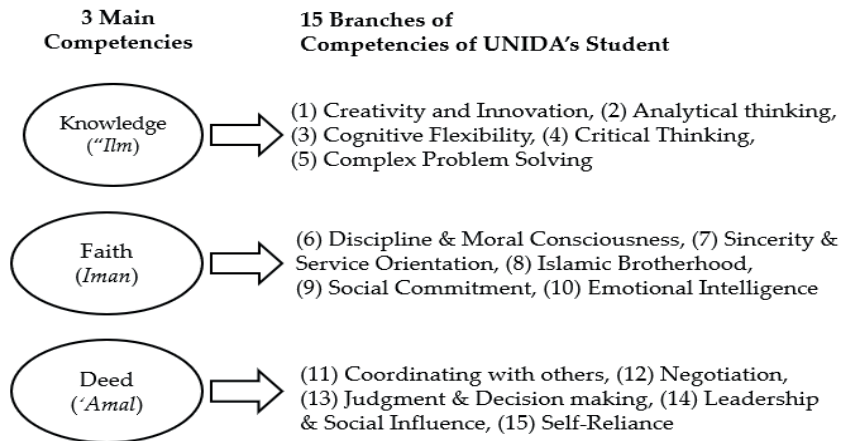 3 Main
Competencies
15 Branches of
Competencies of UNIDA's Student
Knowledge
(“Ilm)
(1) Creativity and Innovation, (2) Analytical thinking,
(3) Cognitive Flexibility, (4) Critical Thinking,
(5) Complex Problem Solving
Faith
(Iman)
(6) Discipline & Moral Consciousness, (7) Sincerity &
Service Orientation, (8) Islamic Brotherhood,
(9) Social Commitment, (10) Emotional Intelligence
Deed
(‘Amal)
(11) Coordinating with others, (12) Negotiation,
(13) Judgment & Decision making, (14) Leadership
& Social Influence, (15) Self-Reliance